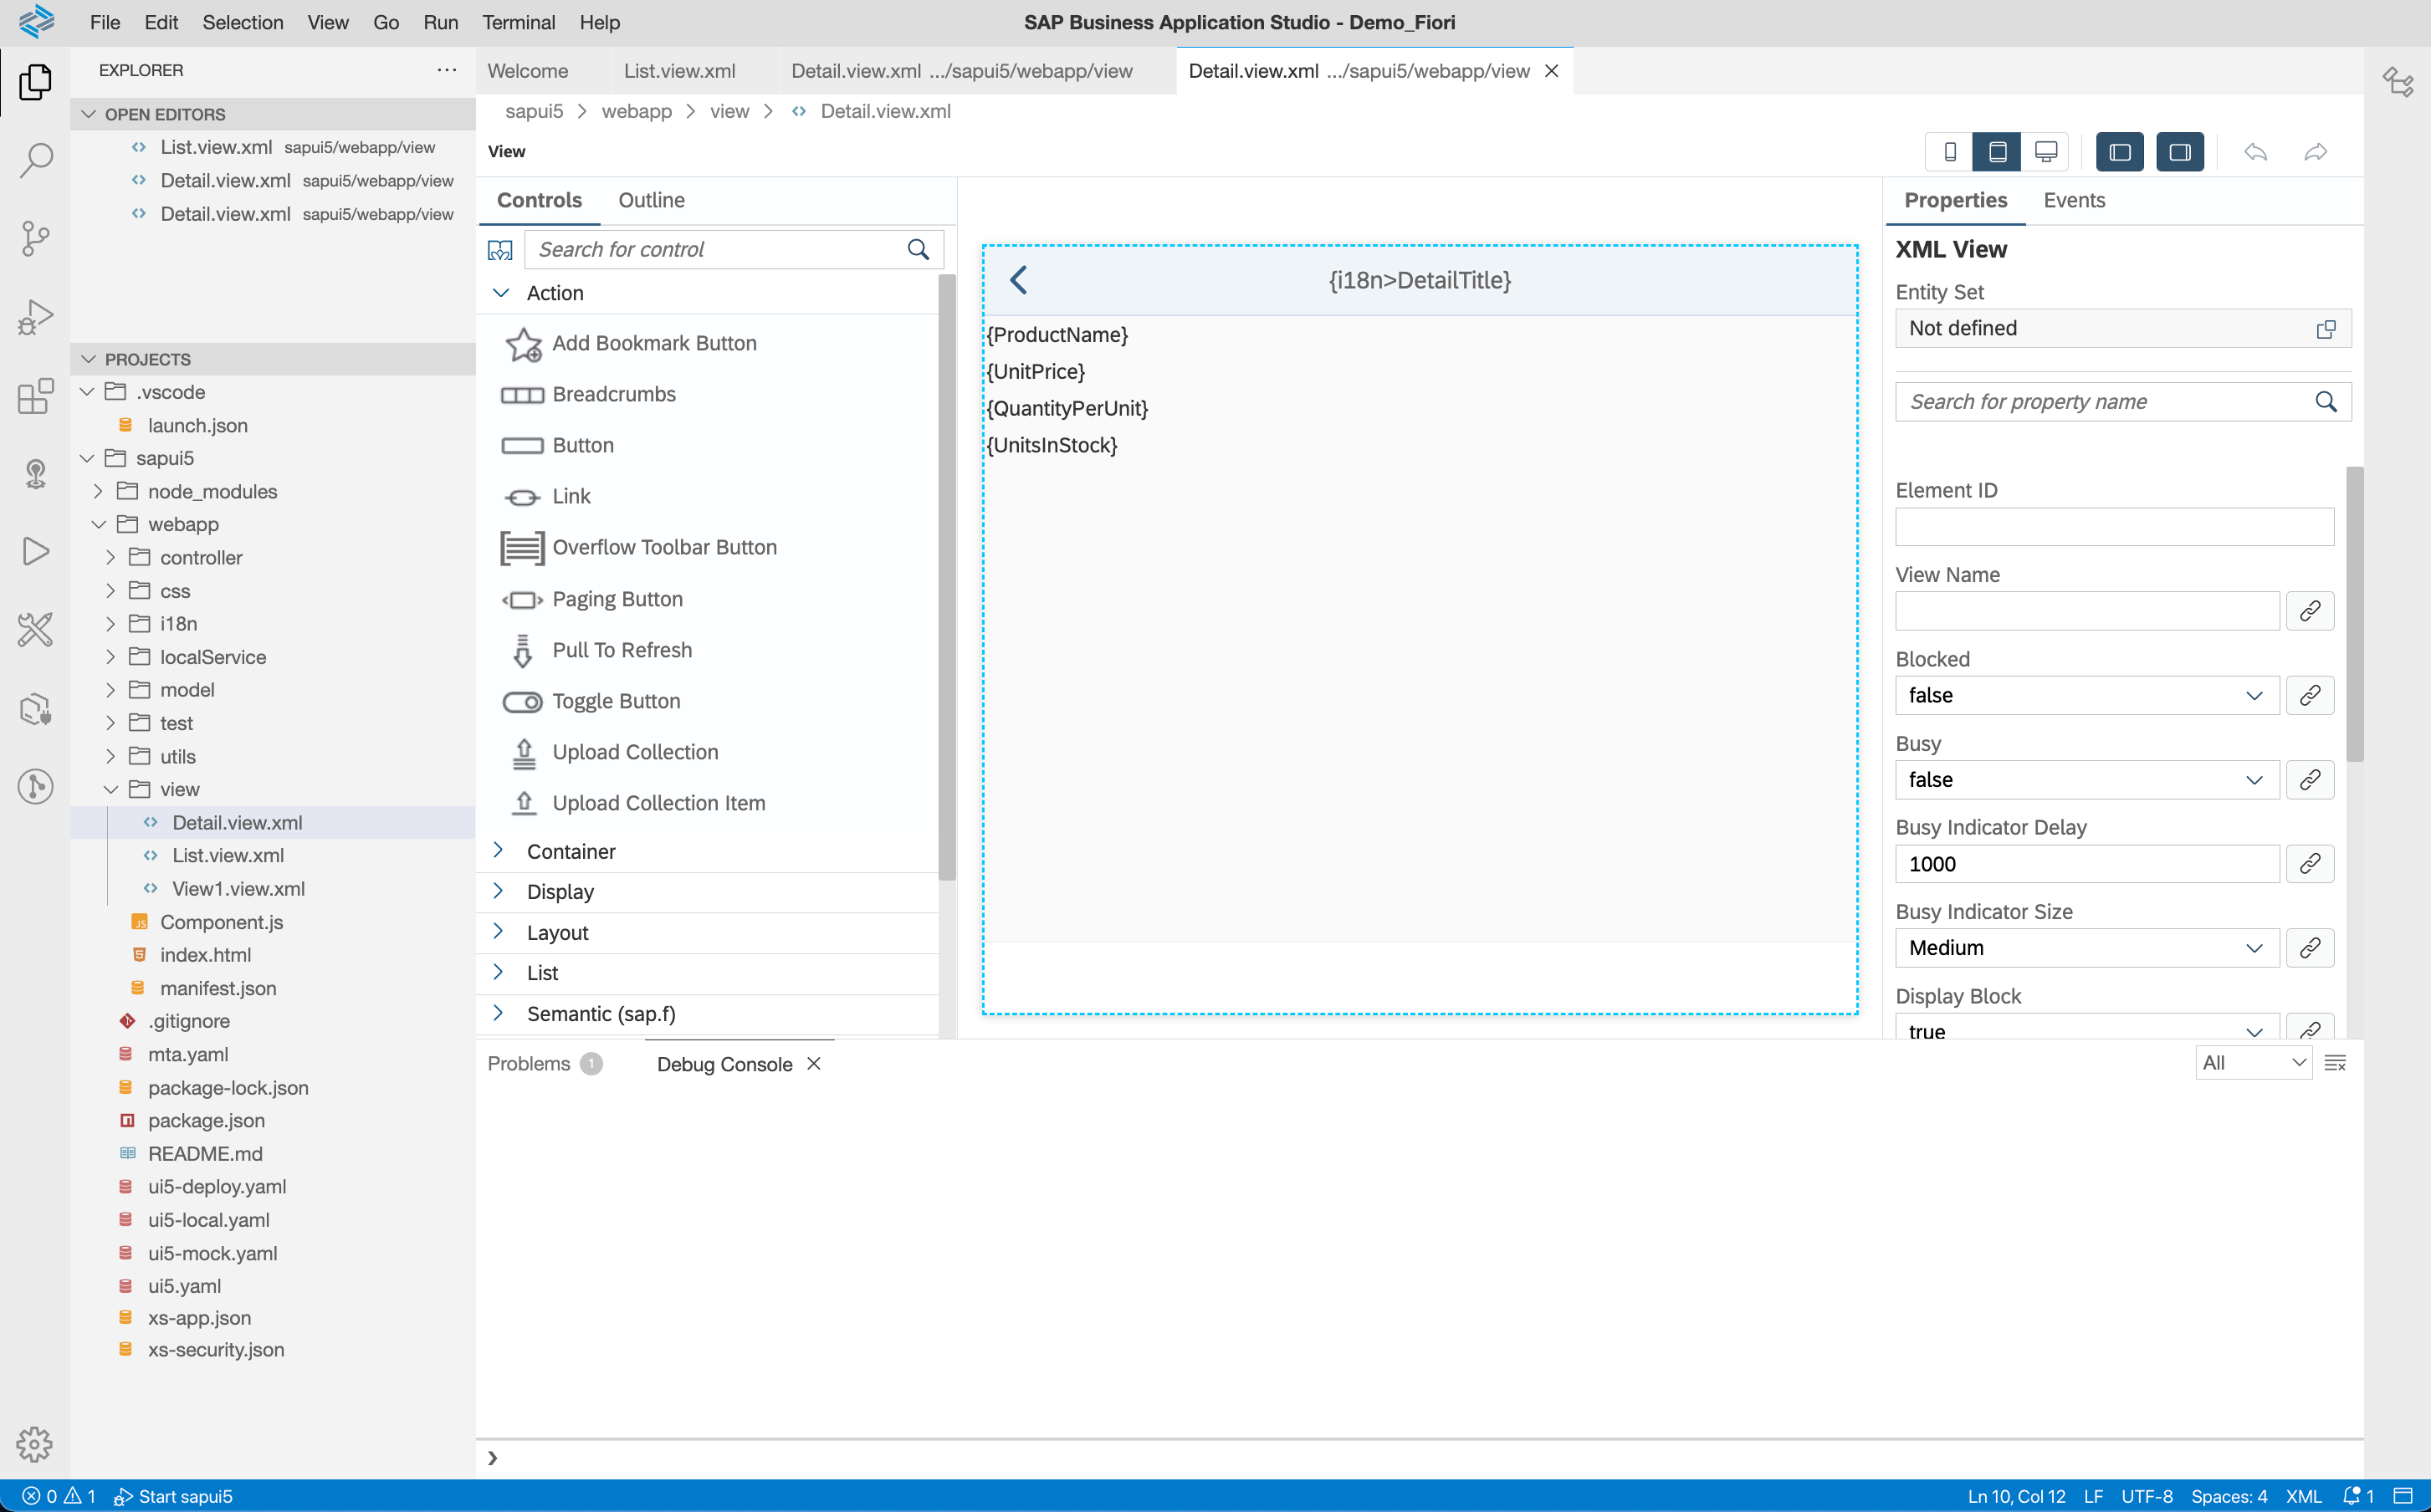 File Edit Selection View Go Run Terminal Help
SAP Business Application Studio - Demo_Fiori
EXPLORER
OPEN EDITORS
List.view.xml sapui5/webapp/view
Detail.view.xml sapui5/webapp/view
Detail.view.xml sapui5/webapp/view
PROJECTS
.vscode
launch.json
sapui5
node_modules
webapp
controller
css
i18n
localService
model
test
utils
view
Detail.view.xml
List.view.xml
View1.view.xml
Component.js
index.html
manifest.json
.gitignore
mta.yaml
package-lock.json
package.json
README.md
ui5-deploy.yaml
ui5-local.yaml
ui5-mock.yaml
ui5.yaml
xs-app.json
xs-security.json
Welcome List.view.xml Detail.view.xml .../sapui5/webapp/view Detail.view.xml .../sapui5/webapp/view
sapui5 > webapp > view > Detail.view.xml
View
Controls Outline
Search for control
Action
Add Bookmark Button
Breadcrumbs
Button
Link
Overflow Toolbar Button
Paging Button
Pull To Refresh
Toggle Button
Upload Collection
Upload Collection Item
Container
Display
Layout
List
Semantic (sap.f)
{i18n>DetailTitle}
{ProductName}
{UnitPrice}
{QuantityPerUnit}
{UnitsInStock}
Properties Events
XML View
Entity Set
Not defined
Search for property name
Element ID
View Name
Blocked
false
Busy
false
Busy Indicator Delay
1000
Busy Indicator Size
Medium
Display Block
true
Problems 1 Debug Console
All
0 1 Start sapui5
Ln 10, Col 12 LF UTF-8 Spaces: 4 XML 1